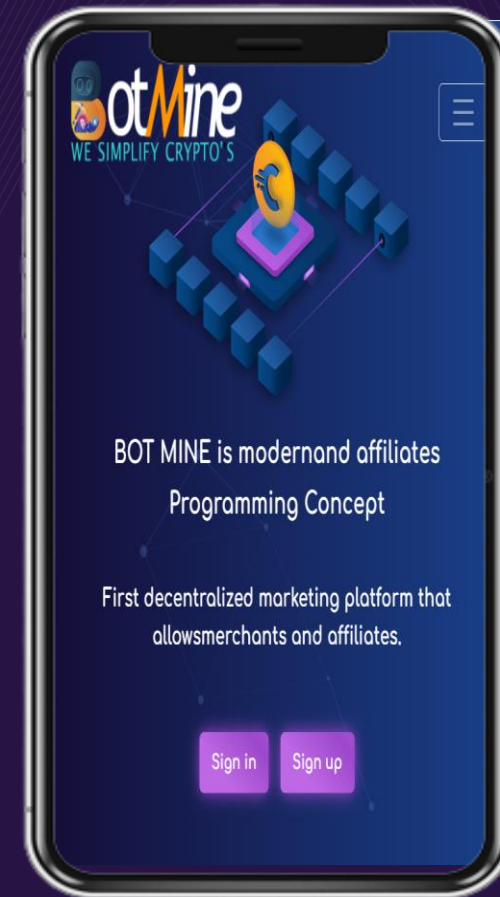 BotMine
WE SIMPLIFY CRYPTO'S
BOT MINE is modernand affiliates
Programming Concept
First decentralized marketing platform that
allowsmerchants and affiliates.
Sign in Sign up